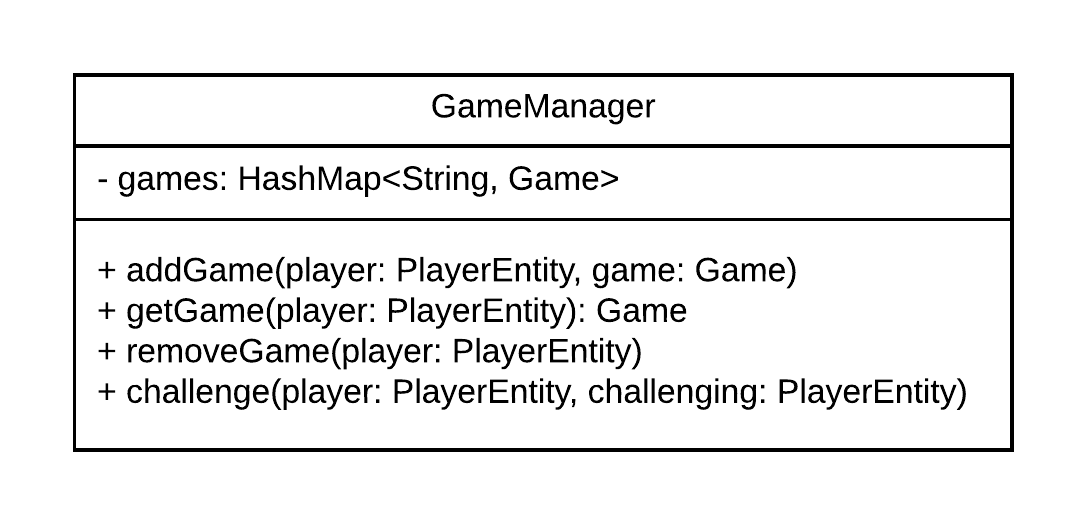 GameManager
- games: HashMap<String, Game>
+ addGame(player: PlayerEntity, game: Game)
+ getGame(player: PlayerEntity): Game
+ removeGame(player: PlayerEntity)
+ challenge(player: PlayerEntity, challenging: PlayerEntity)